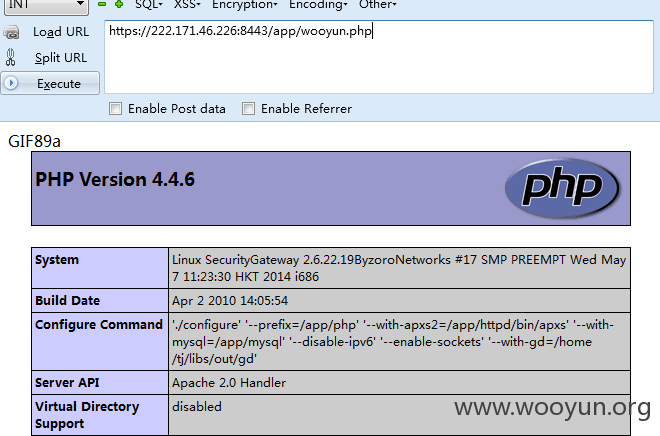 INT SQL▾ XSS▾ Encryption▾ Encoding▾ Other▾
Load URL
https://222.171.46.226:8443/app/wooyun.php
Split URL
Execute
Enable Post data Enable Referrer
GIF89a
PHP Version 4.4.6
php
System Linux SecurityGateway 2.6.22.19ByzoroNetworks #17 SMP PREEMPT Wed May
7 11:23:30 HKT 2014 i686
Build Date Apr 2 2010 14:05:54
Configure Command './configure' '--prefix=/app/php' '--with-apxs2=/app/httpd/bin/apxs' '--with-
mysql=/app/mysql' '--disable-ipv6' '--enable-sockets' '--with-gd=/home
/tj/libs/out/gd'
Server API Apache 2.0 Handler
Virtual Directory disabled
Support
www.wooyun.org